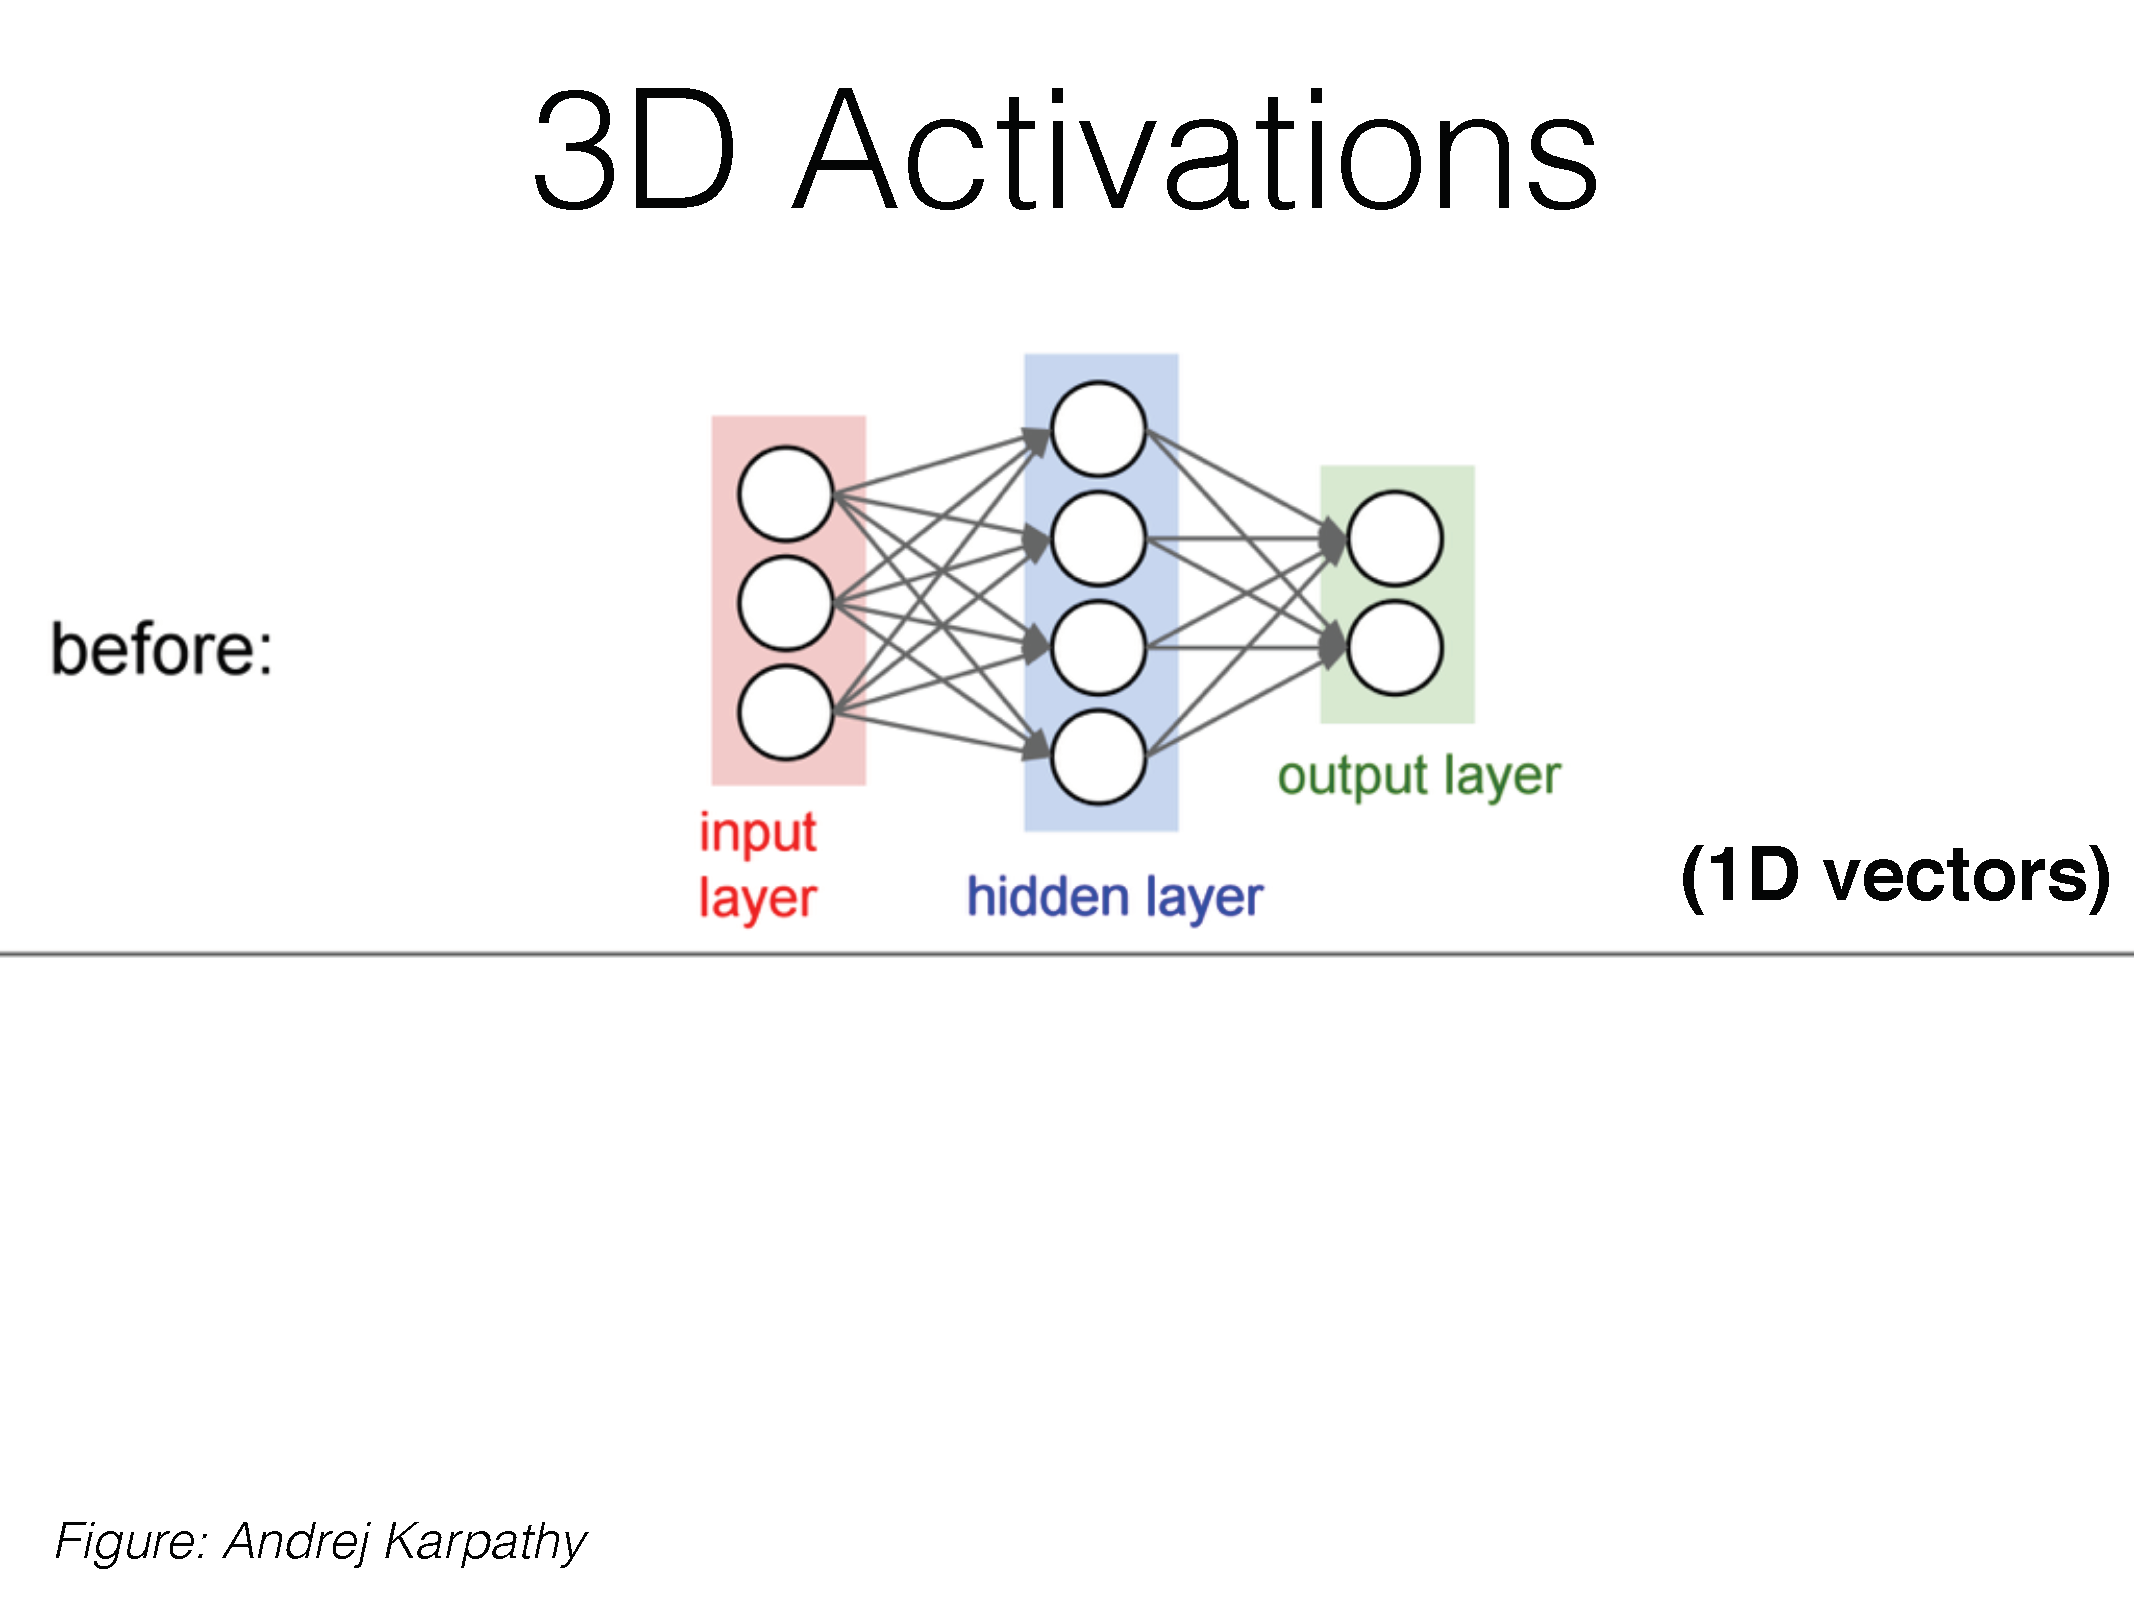 3D Activations
before:
input
layer
hidden layer
output layer
(1D vectors)
Figure: Andrej Karpathy